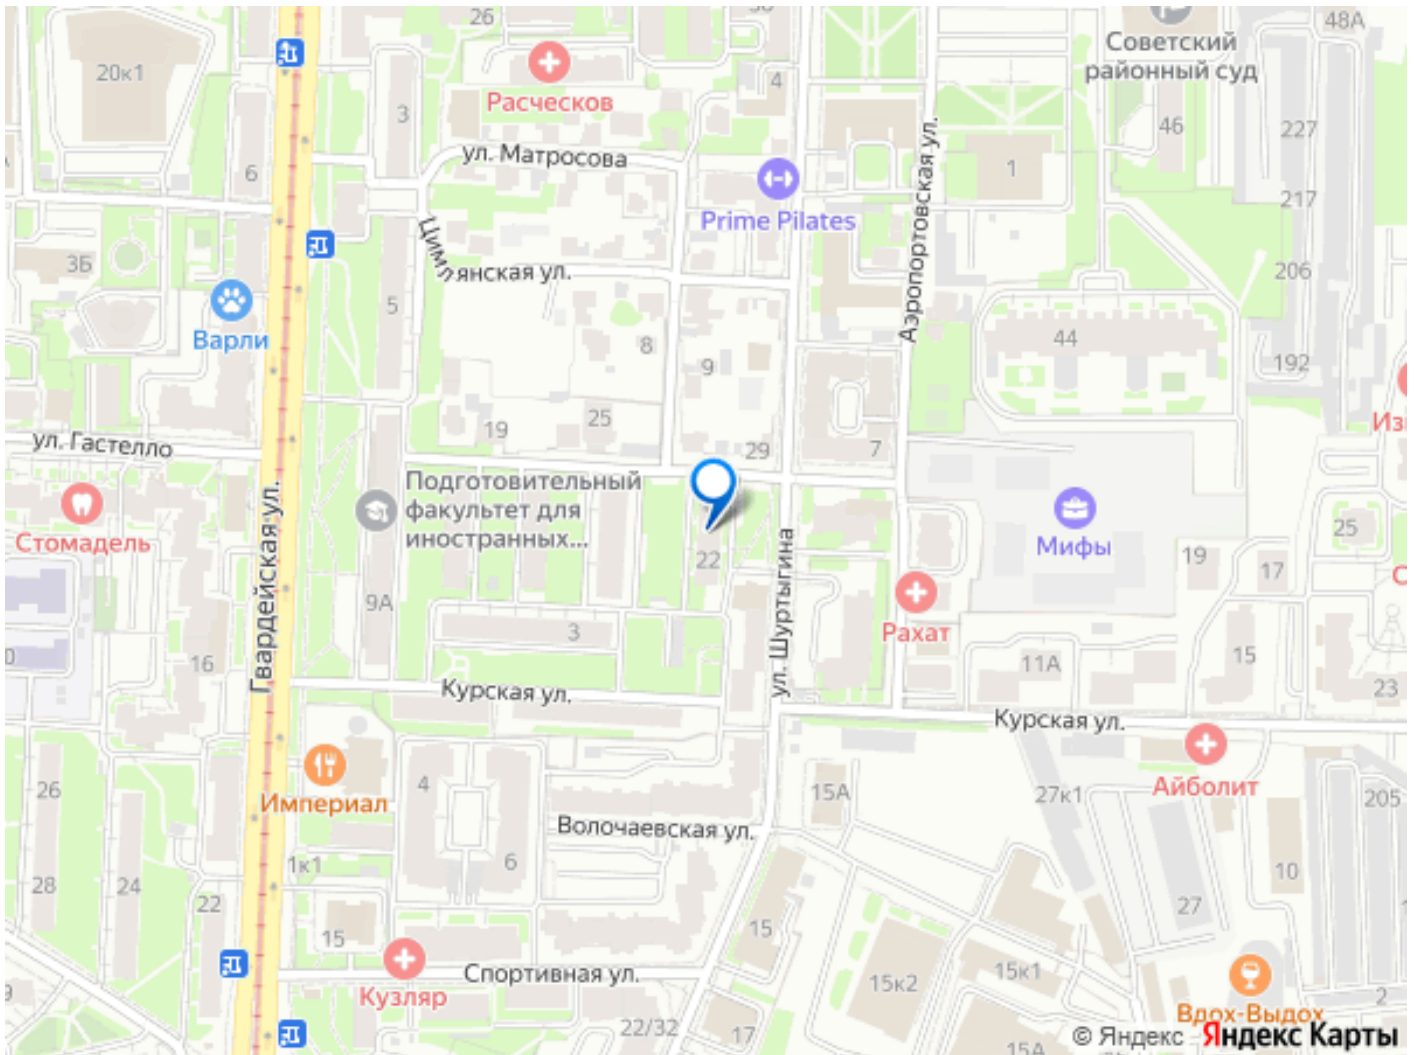 26
48А
Советский
районный суд
20к1
Расческов
4
3
46
227
ул. Матросова
6
1
217
Prime Pilates
Аэропортовская ул.
Цимлянская ул.
3Б
206
5
Варли
8
44
9
192
25
19
ул. Гастелло
29
7
Подготовительный
факультет для
иностранных...
Стомадель
Мифы
25
22
19
17
Гвардейская ул.
ул. Шуртыгина
9А
3
Рахат
16
11А
15
23
Курская ул.
Курская ул.
Айболит
26
Империал
4
15А
27к1
205
Волочаевская ул.
6
1к1
10
28
24
22
27
15
15
Спортивная ул.
15к2
15к1
Кузляр
2
Вдох-Выдох
22/32
17
15А
© Яндекс Яндекс Карты